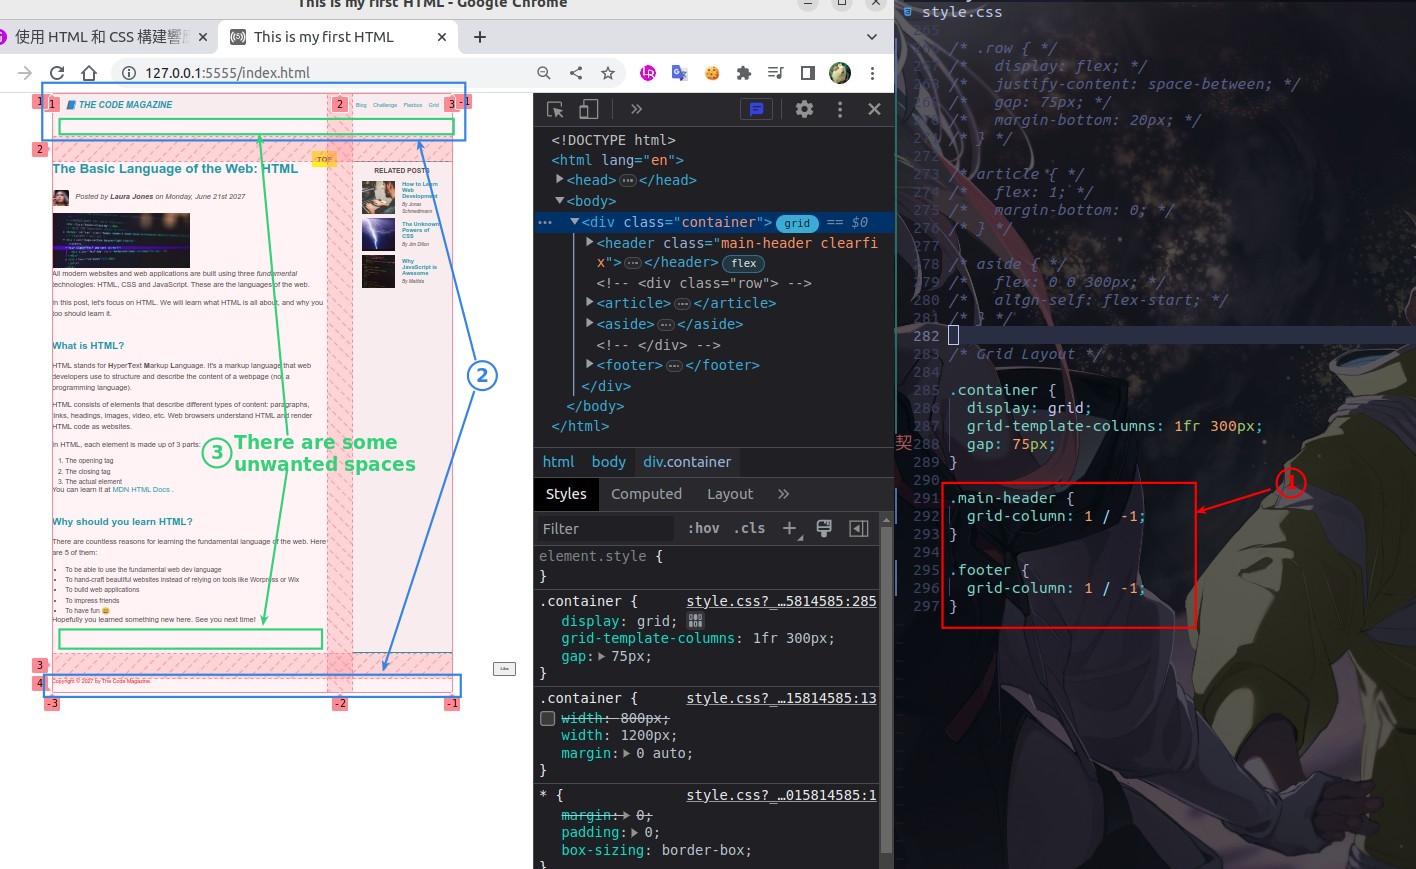 This is my first HTML - Google Chrome
使用 HTML 和 CSS 構建響應
This is my first HTML
127.0.0.1:5555/index.html
1 1 2 3 -1
THE CODE MAGAZINE
Blog Challenge Flexbox Grid
2
TOP
The Basic Language of the Web: HTML
Posted by Laura Jones on Monday, June 21st 2027
All modern websites and web applications are built using three fundamental
technologies: HTML, CSS and JavaScript. These are the languages of the web.
In this post, let's focus on HTML. We will learn what HTML is all about, and why you
too should learn it.
What is HTML?
HTML stands for HyperText Markup Language. It's a markup language that web
developers use to structure and describe the content of a webpage (not a
programming language).
HTML consists of elements that describe different types of content: paragraphs,
links, headings, images, video, etc. Web browsers understand HTML and render
HTML code as websites.
In HTML, each element is made up of 3 parts:
1. The opening tag
2. The closing tag
3. The actual element
You can learn it at MDN HTML Docs .
Why should you learn HTML?
There are countless reasons for learning the fundamental language of the web. Here
are 5 of them:
To be able to use the fundamental web dev language
To hand-craft beautiful websites instead of relying on tools like Worpress or Wix
To build web applications
To impress friends
To have fun 😀
Hopefully you learned something new here. See you next time!
RELATED POSTS
How to Learn
Web
Development
By Jonas
Schmedtmann
The Unknown
Powers of
CSS
By Jim Dillon
Why
JavaScript is
Awesome
By Matilda
2
3 There are some
unwanted spaces
3
Like
4
Copyright © 2027 by The Code Magazine.
-3 -2 -1
<!DOCTYPE html>
<html lang="en">
<head>…</head>
<body>
<div class="container"> grid == $0
<header class="main-header clearfi
x">…</header> flex
<!-- <div class="row"> -->
<article>…</article>
<aside>…</aside>
<!-- </div> -->
<footer>…</footer>
</div>
</body>
</html>
html body div.container
Styles Computed Layout
Filter :hov .cls
element.style {
}
.container { style.css?_…5814585:285
display: grid;
grid-template-columns: 1fr 300px;
gap: 75px;
}
.container { style.css?_…15814585:13
width: 800px;
width: 1200px;
margin: 0 auto;
}
* { style.css?_…015814585:1
margin: 0;
padding: 0;
box-sizing: border-box;
}
style.css
265
/* .row { */
/* display: flex; */
/* justify-content: space-between; */
/* gap: 75px; */
/* margin-bottom: 20px; */
/* } */
272
273 /* article { */
274 /* flex: 1; */
275 /* margin-bottom: 0; */
276 /* } */
277
278 /* aside { */
279 /* flex: 0 0 300px; */
280 /* align-self: flex-start; */
281 /* } */
282
283 /* Grid Layout */
284
285 .container {
286 display: grid;
287 grid-template-columns: 1fr 300px;
契 288 gap: 75px;
289 }
290
291 .main-header {
292 grid-column: 1 / -1;
293 }
294
295 .footer {
296 grid-column: 1 / -1;
297 }
1